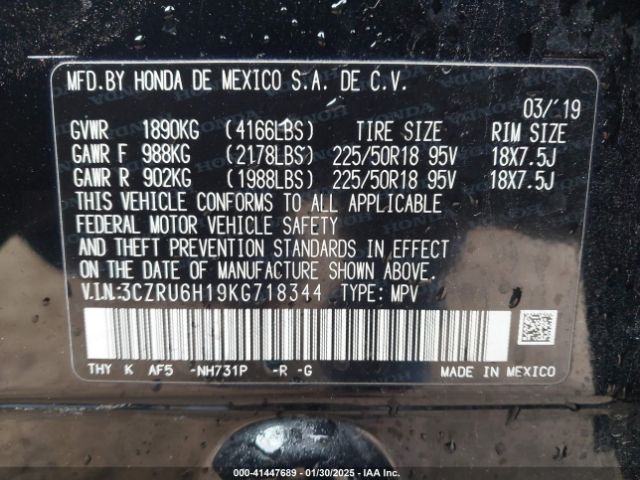 MFD.BY HONDA DE MEXICO S.A. DE C.V.
03/'19
GVWR 1890KG (4166LBS) TIRE SIZE RIM SIZE
GAWR F 988KG (2178LBS) 225/50R18 95V 18X7.5J
GAWR R 902KG (1988LBS) 225/50R18 95V 18X7.5J
THIS VEHICLE CONFORMS TO ALL APPLICABLE
FEDERAL MOTOR VEHICLE SAFETY
AND THEFT PREVENTION STANDARDS IN EFFECT
ON THE DATE OF MANUFACTURE SHOWN ABOVE.
V.I.N:3CZRU6H19KG718344 TYPE: MPV
THY K AF5 -NH731P -R -G MADE IN MEXICO
000-41447689 - 01/30/2025 - IAA Inc.